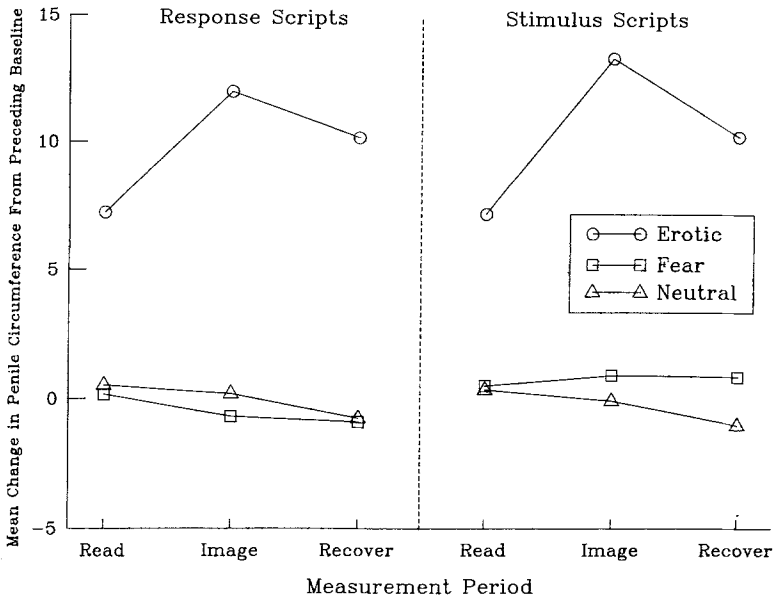 Mean Change in Penile Circumference From Preceding Baseline
15
10
5
0
-5
Response Scripts
Stimulus Scripts
Erotic
Fear
Neutral
Read Image Recover Read Image Recover
Measurement Period